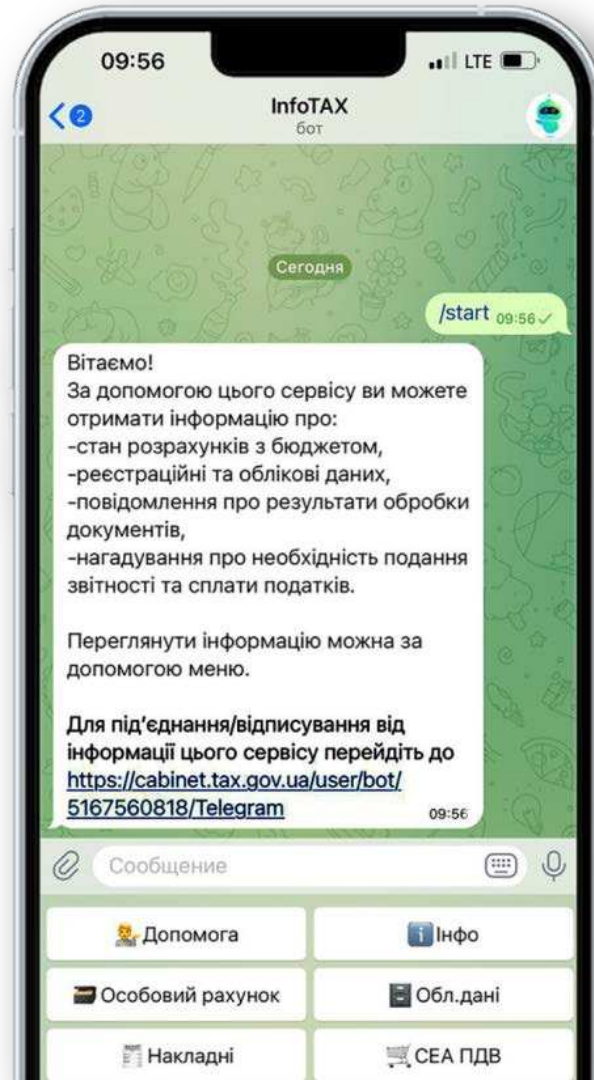 09:56
LTE
2
InfoTAX
бот
Сегодня
/start 09:56
Вітаємо!
За допомогою цього сервісу ви можете
отримати інформацію про:
-стан розрахунків з бюджетом,
-реєстраційні та облікові даних,
-повідомлення про результати обробки
документів,
-нагадування про необхідність подання
звітності та сплати податків.
Переглянути інформацію можна за
допомогою меню.
Для під’єднання/відписування від
інформації цього сервісу перейдіть до
https://cabinet.tax.gov.ua/user/bot/
5167560818/Telegram
09:56
Сообщение
Допомога
Інфо
Особовий рахунок
Обл.дані
Накладні
СЕА ПДВ